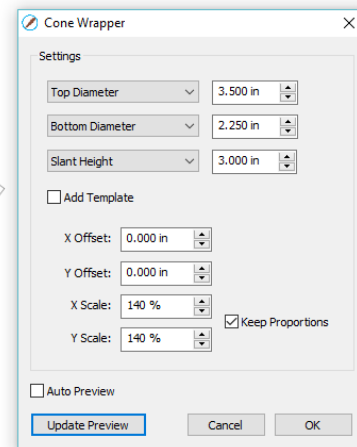 Cone Wrapper
Settings
Top Diameter 3.500 in
Bottom Diameter 2.250 in
Slant Height 3.000 in
Add Template
X Offset: 0.000 in
Y Offset: 0.000 in
X Scale: 140 %
Keep Proportions
Y Scale: 140 %
Auto Preview
Update Preview Cancel OK